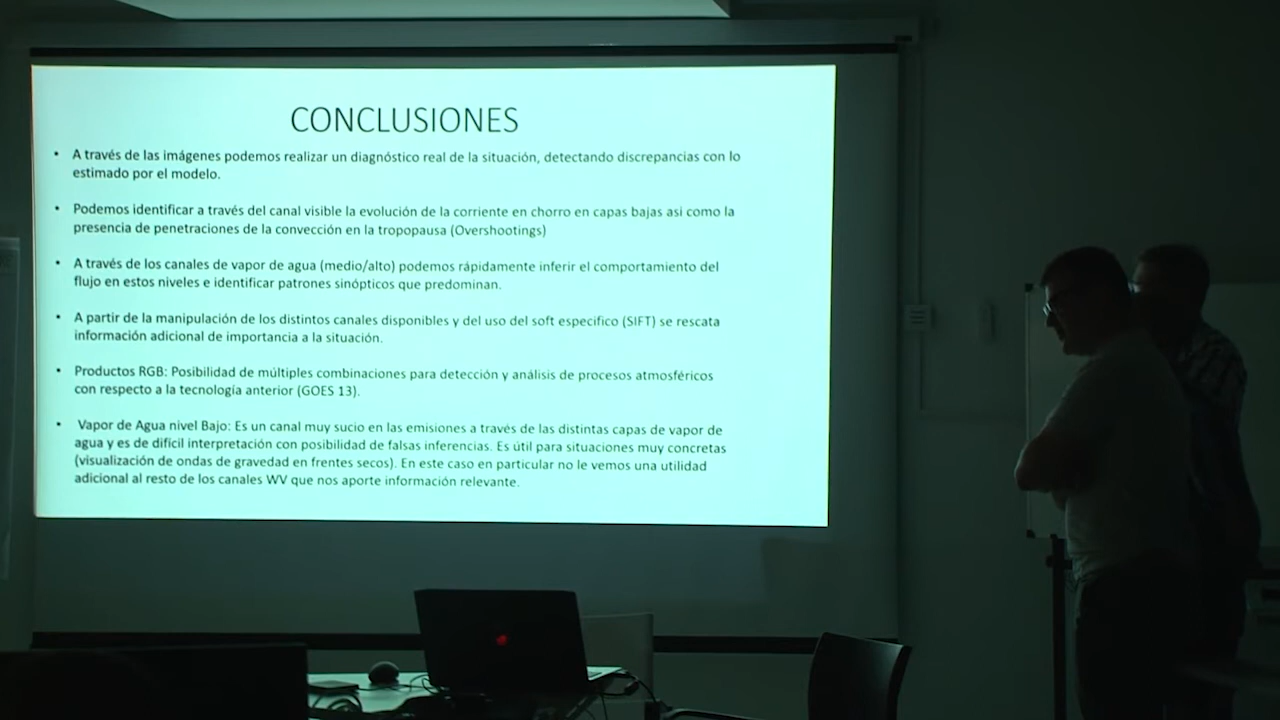 CONCLUSIONES
• A través de las imágenes podemos realizar un diagnóstico real de la situación, detectando discrepancias con lo
estimado por el modelo.
• Podemos identificar a través del canal visible la evolución de la corriente en chorro en capas bajas asi como la
presencia de penetraciones de la convección en la tropopausa (Overshootings)
• A través de los canales de vapor de agua (medio/alto) podemos rápidamente inferir el comportamiento del
flujo en estos niveles e identificar patrones sinópticos que predominan.
• A partir de la manipulación de los distintos canales disponibles y del uso del soft especifico (SIFT) se rescata
información adicional de importancia a la situación.
• Productos RGB: Posibilidad de múltiples combinaciones para detección y análisis de procesos atmosféricos
con respecto a la tecnología anterior (GOES 13).
• Vapor de Agua nivel Bajo: Es un canal muy sucio en las emisiones a través de las distintas capas de vapor de
agua y es de difícil interpretación con posibilidad de falsas inferencias. Es útil para situaciones muy concretas
(visualización de ondas de gravedad en frentes secos). En este caso en particular no le vemos una utilidad
adicional al resto de los canales WV que nos aporte información relevante.